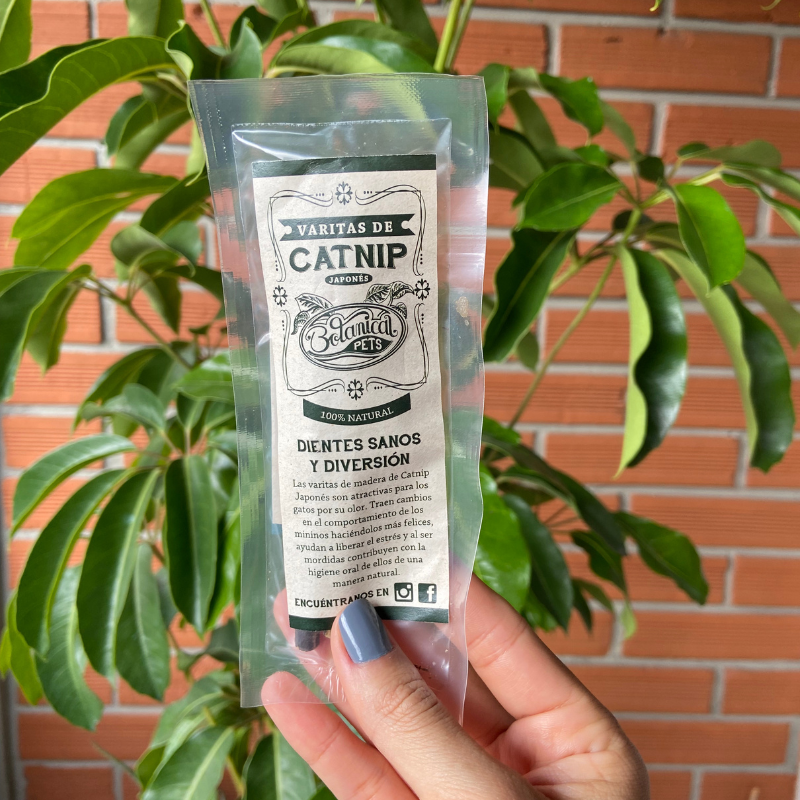 VARITAS DE
CATNIP
JAPONÉS
Botanical
PETS
100% NATURAL
DIENTES SANOS
Y DIVERSIÓN
Las varitas de madera de Catnip
Japonés son atractivas para los
gatos por su olor. Traen cambios
en el comportamiento de los
mininos haciéndolos más felices,
ayudan a liberar el estrés y al ser
mordidas contribuyen con la
higiene oral de ellos de una
manera natural.
ENCUÉNTRANOS EN